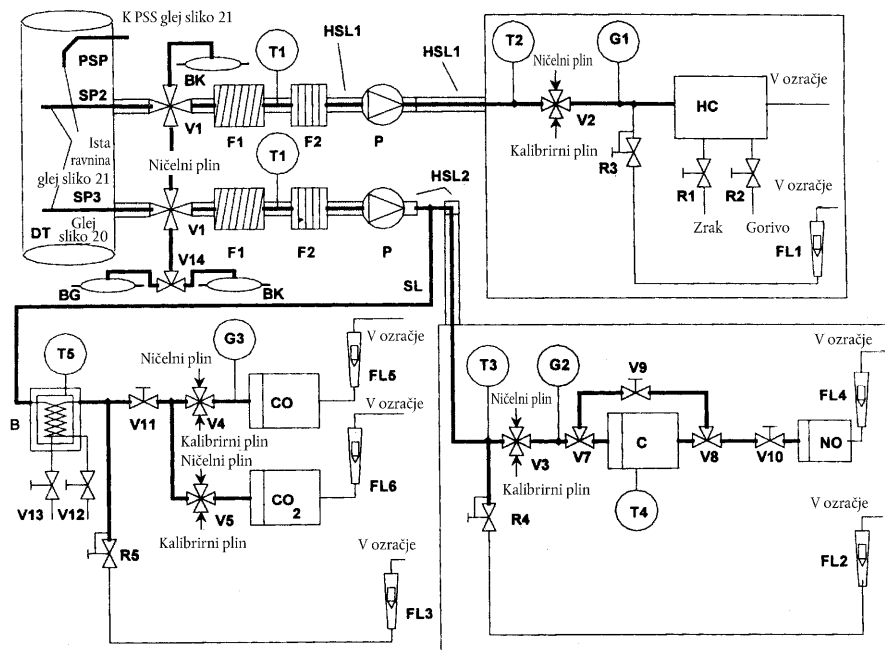 K PSS glej sliko 21
PSP
SP2
BK
T1
HSL1
HSL1
V1
F1
F2
P
Ista
ravnina
glej sliko 21
Ničelni plin
SP3
T1
HSL2
DT
Glej
sliko 20
V1
F1
F2
P
V14
BG
BK
SL
T2
Ničelni plin
G1
V2
Kalibrirni plin
HC
V ozračje
R3
R1
R2
Zrak
Gorivo
V ozračje
FL1
T5
B
V13
V12
V11
Ničelni plin
G3
V4
Kalibrirni plin
CO
V ozračje
FL5
Ničelni plin
V5
Kalibrirni plin
CO2
V ozračje
FL6
R5
V ozračje
FL3
T3
Ničelni plin
G2
V9
V3
Kalibrirni plin
V7
C
V8
V10
NO
V ozračje
FL4
T4
R4
V ozračje
FL2